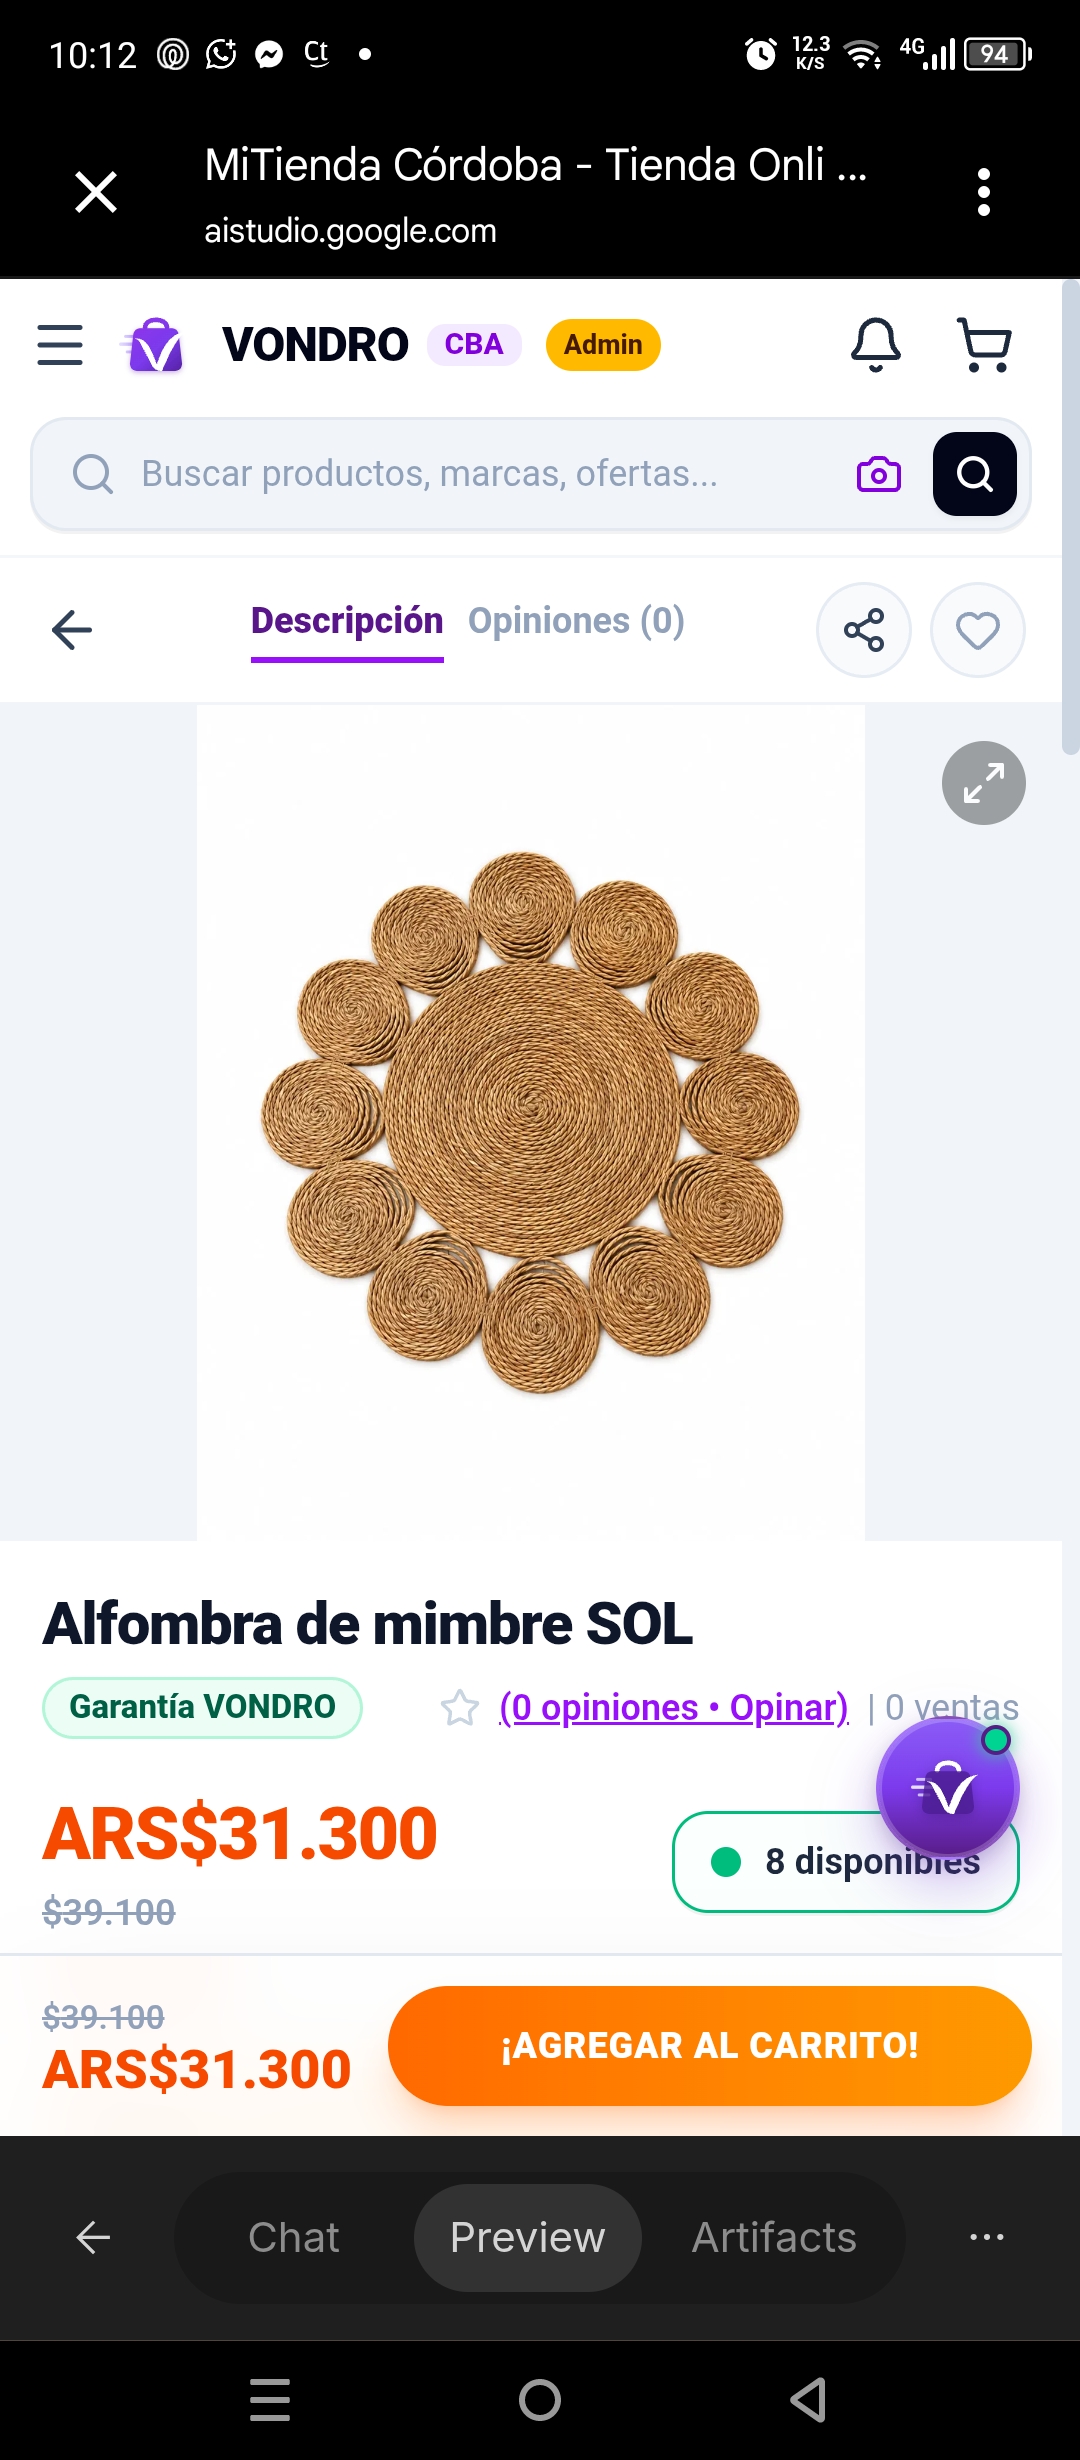 10:12 Ct 12.3 K/S 4G 94
MiTienda Córdoba - Tienda Onli ...
aistudio.google.com
VONDRO CBA Admin
Buscar productos, marcas, ofertas...
Descripción Opiniones (0)
Alfombra de mimbre SOL
Garantía VONDRO (0 opiniones • Opinar) | 0 ventas
ARS$31.300
8 disponibles
$39.100
$39.100
ARS$31.300
¡AGREGAR AL CARRITO!
Chat Preview Artifacts